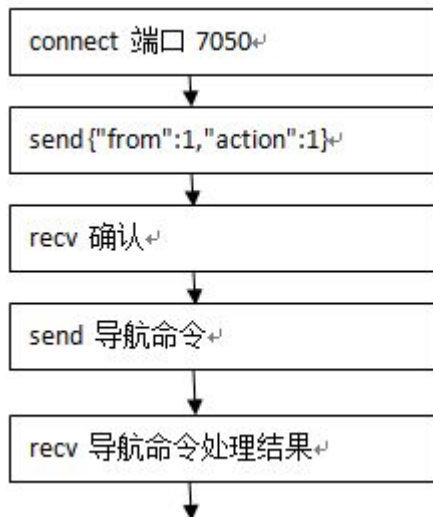 connect 端口 7050↵
send {"from":1,"action":1}↵
recv 确认↵
send 导航命令↵
recv 导航命令处理结果↵